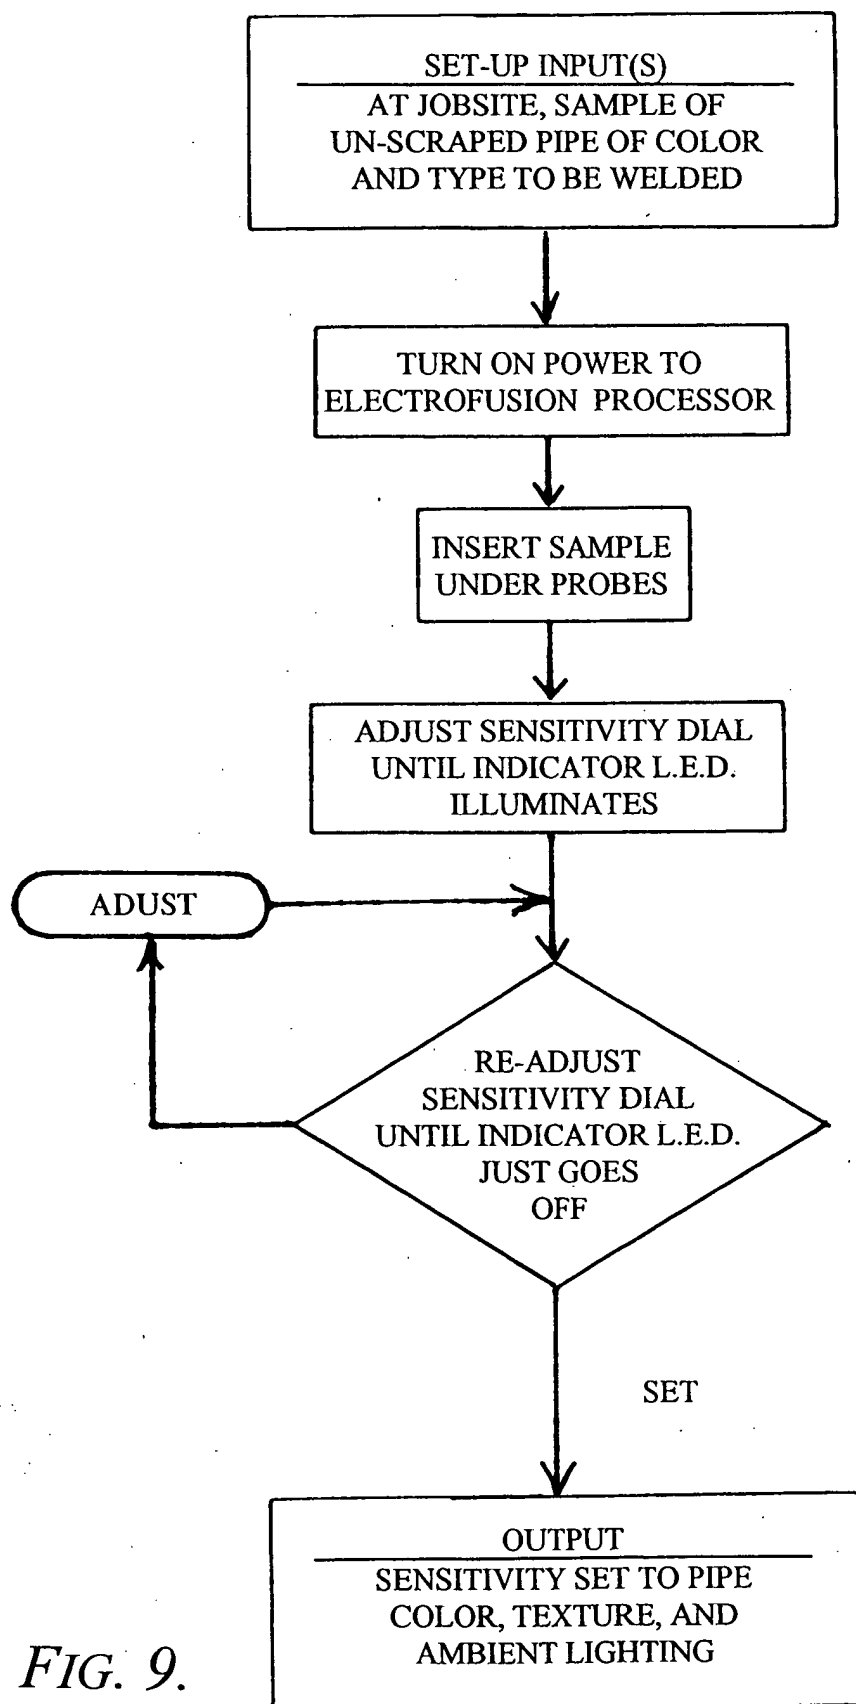 SET-UP INPUT(S)
AT JOBSITE, SAMPLE OF
UN-SCRAPED PIPE OF COLOR
AND TYPE TO BE WELDED
TURN ON POWER TO
ELECTROFUSION PROCESSOR
INSERT SAMPLE
UNDER PROBES
ADJUST SENSITIVITY DIAL
UNTIL INDICATOR L.E.D.
ILLUMINATES
ADUST
RE-ADJUST
SENSITIVITY DIAL
UNTIL INDICATOR L.E.D.
JUST GOES
OFF
SET
OUTPUT
SENSITIVITY SET TO PIPE
COLOR, TEXTURE, AND
AMBIENT LIGHTING
FIG. 9.